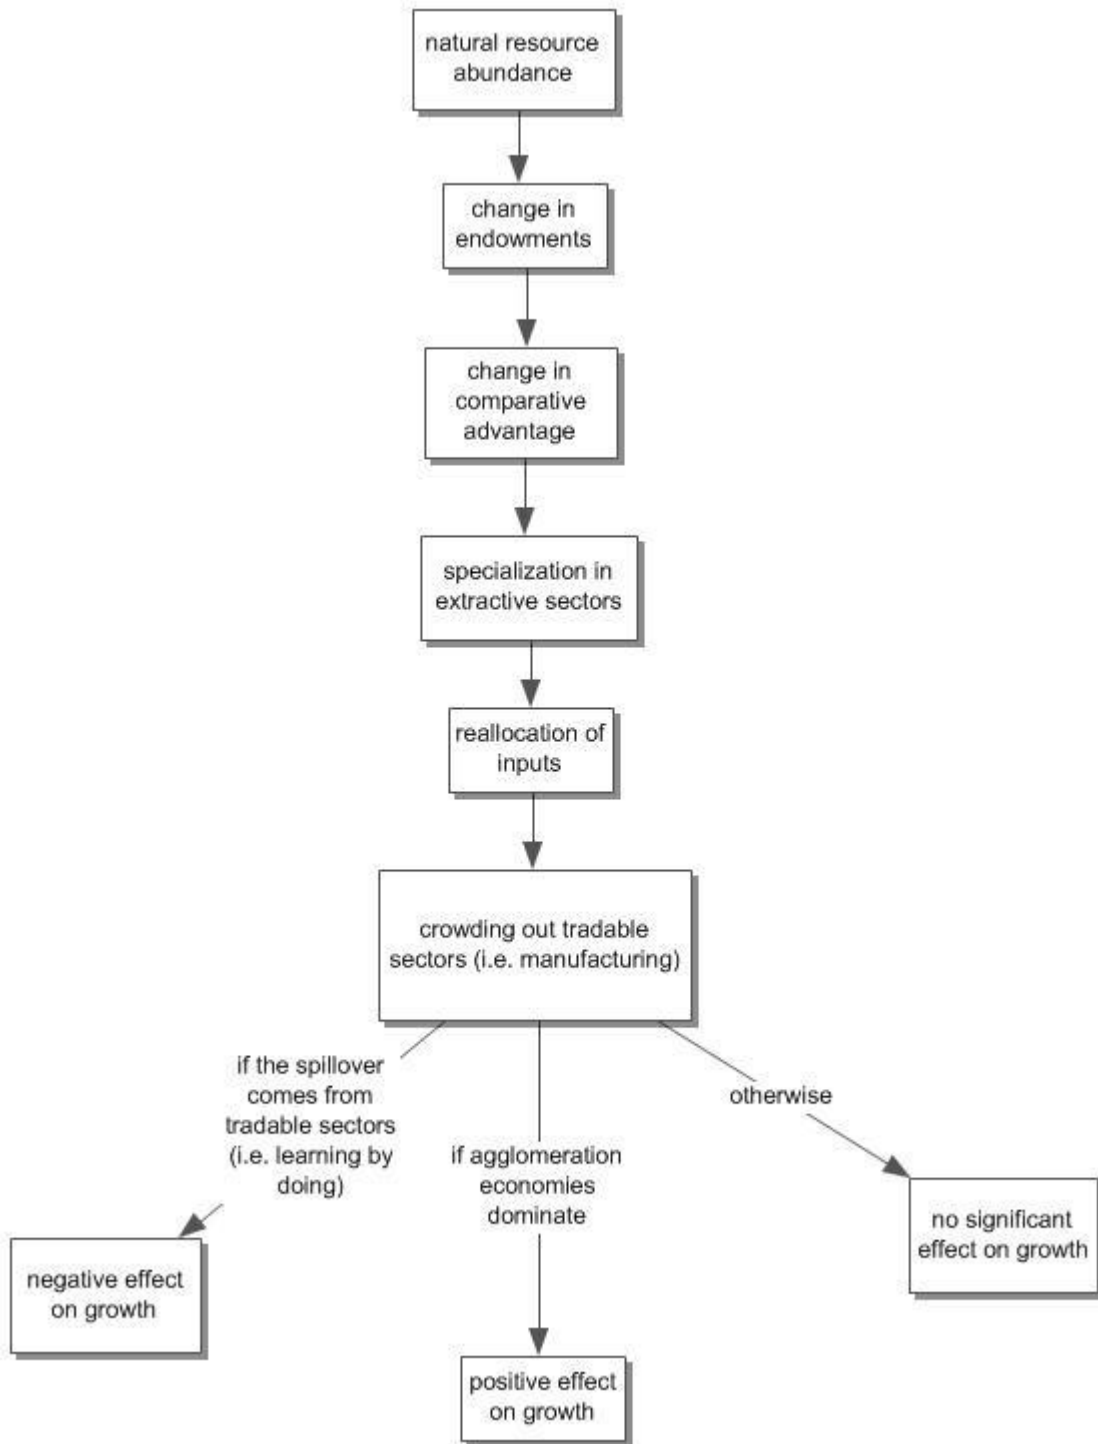 natural resource
abundance
change in
endowments
change in
comparative
advantage
specialization in
extractive sectors
reallocation of
inputs
crowding out tradable
sectors (i.e. manufacturing)
if the spillover
comes from
tradable sectors
(i.e. learning by
doing)
if agglomeration
economies
dominate
otherwise
negative effect
on growth
positive effect
on growth
no significant
effect on growth